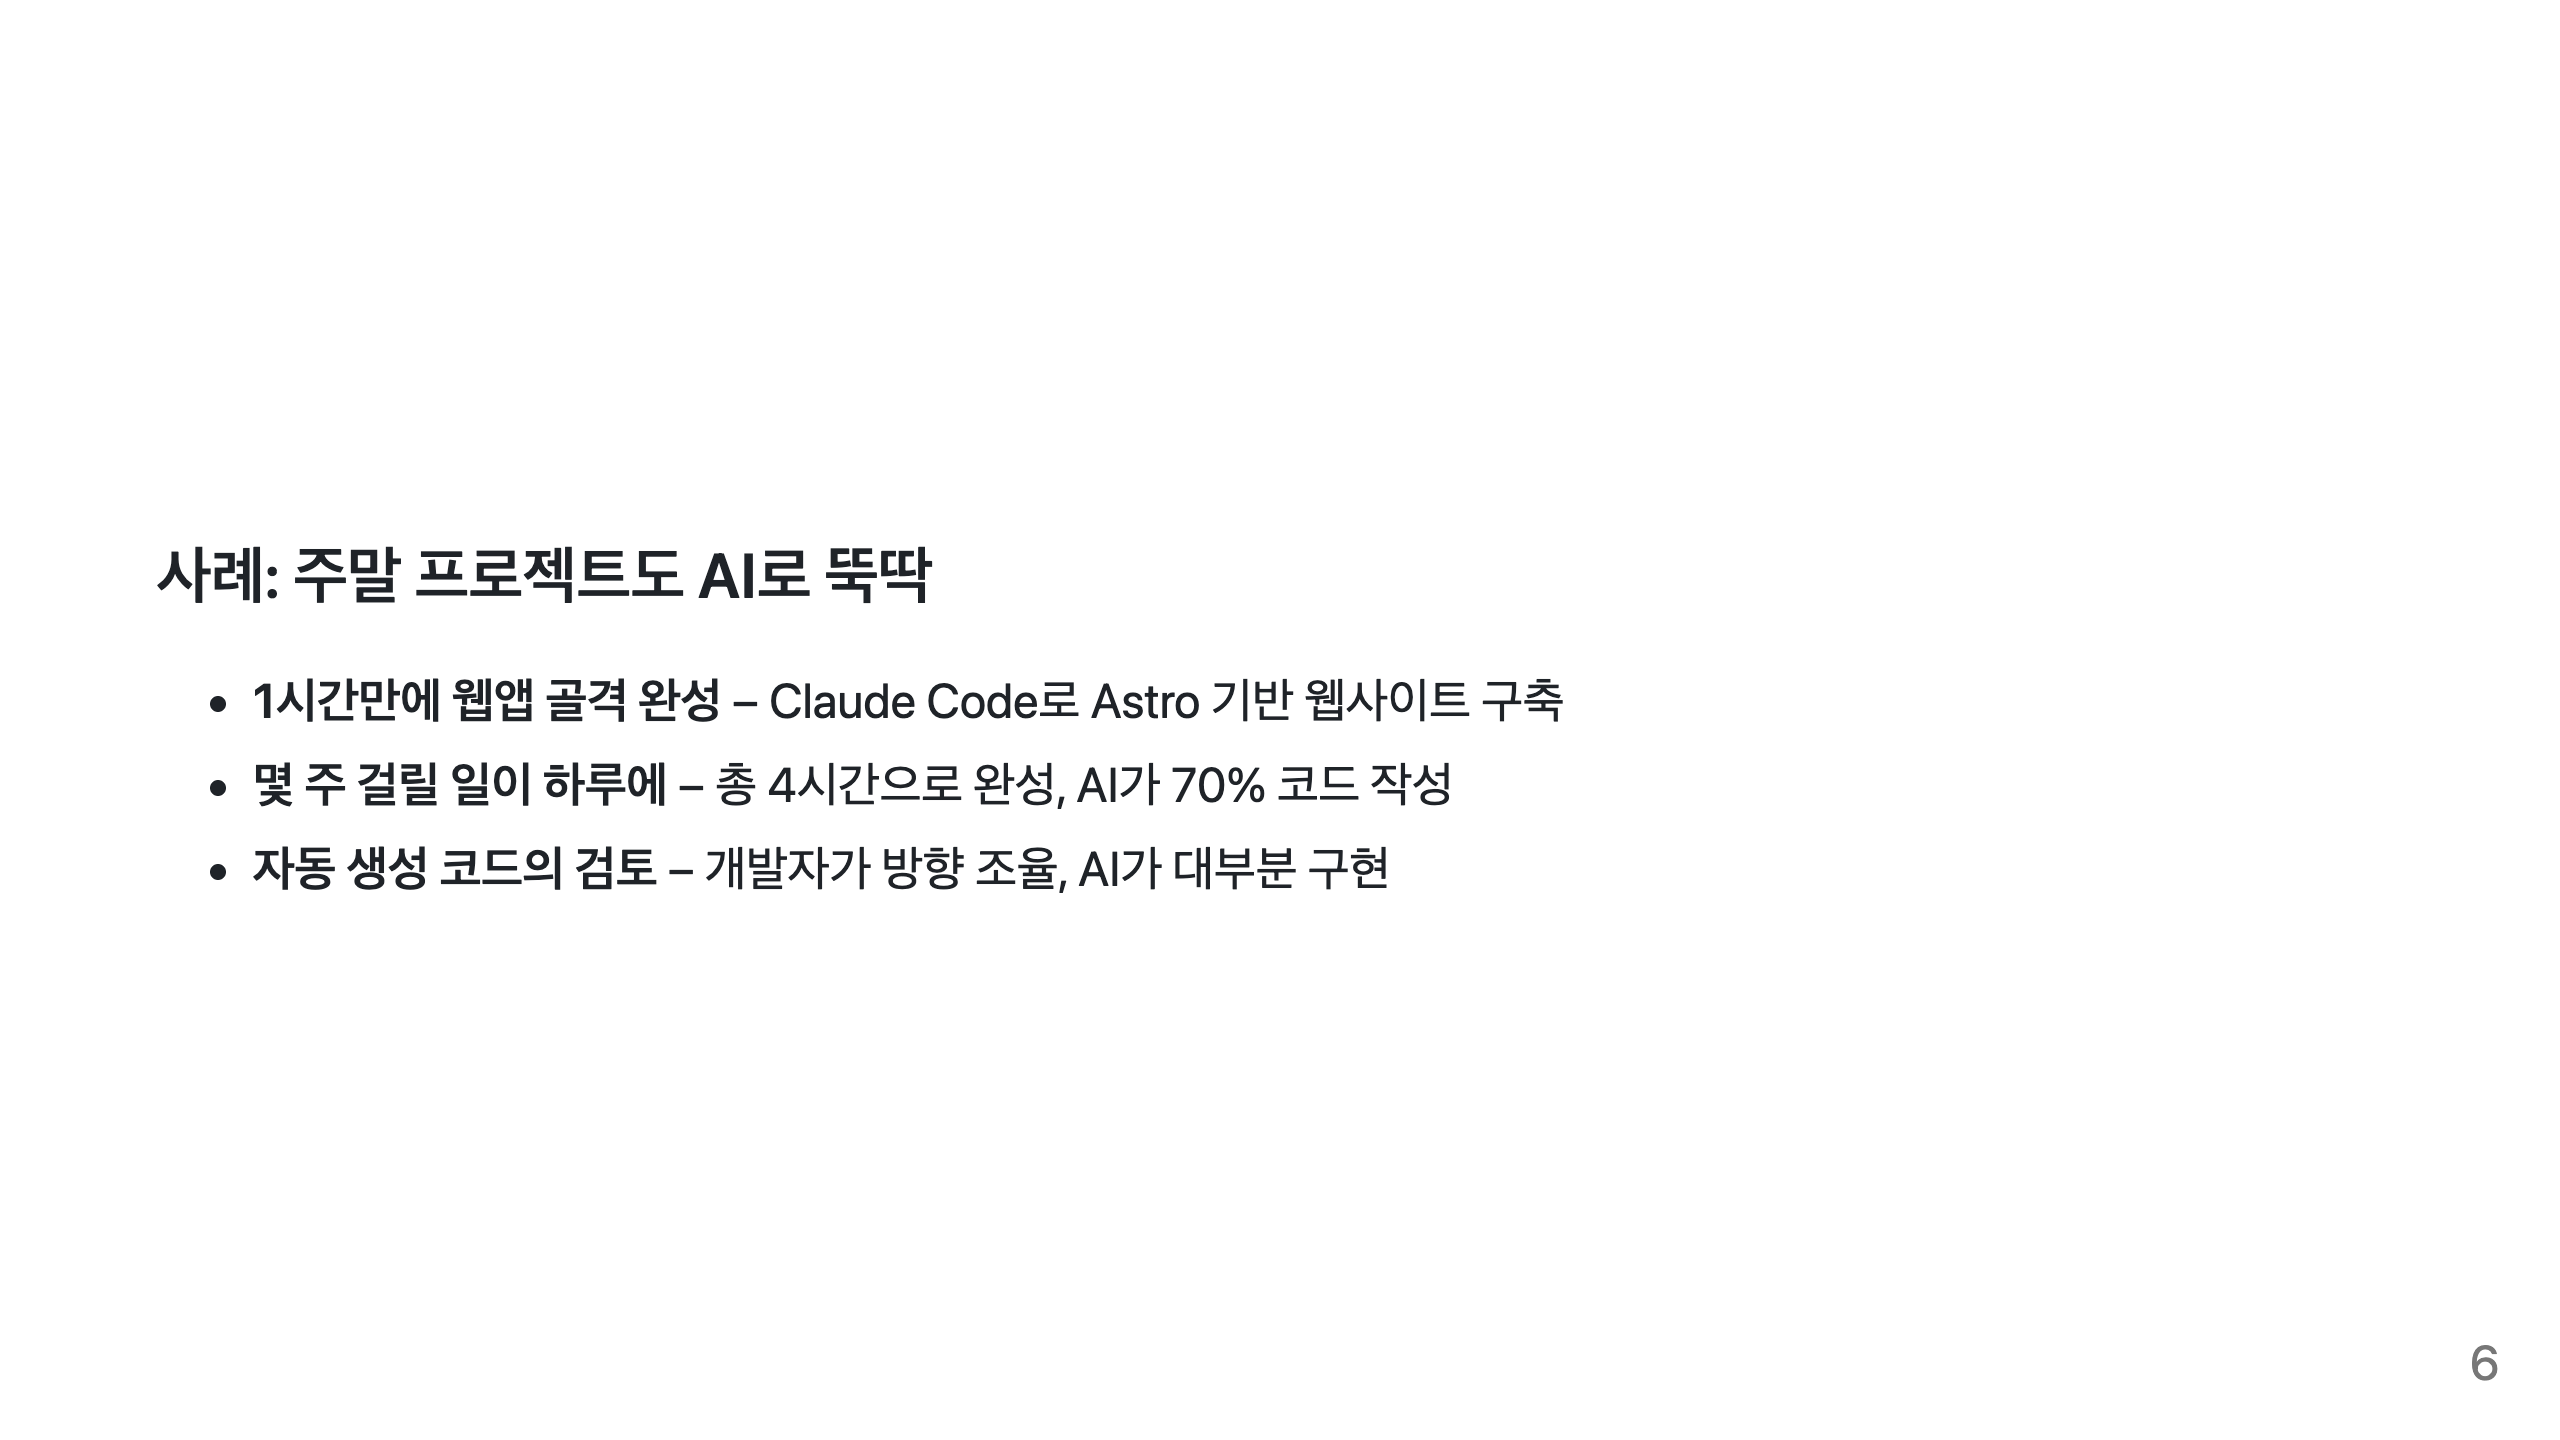 사례: 주말 프로젝트도 AI로 뚝딱
• 1시간만에 웹앱 골격 완성 – Claude Code로 Astro 기반 웹사이트 구축
• 몇 주 걸릴 일이 하루에 – 총 4시간으로 완성, AI가 70% 코드 작성
• 자동 생성 코드의 검토 – 개발자가 방향 조율, AI가 대부분 구현
6